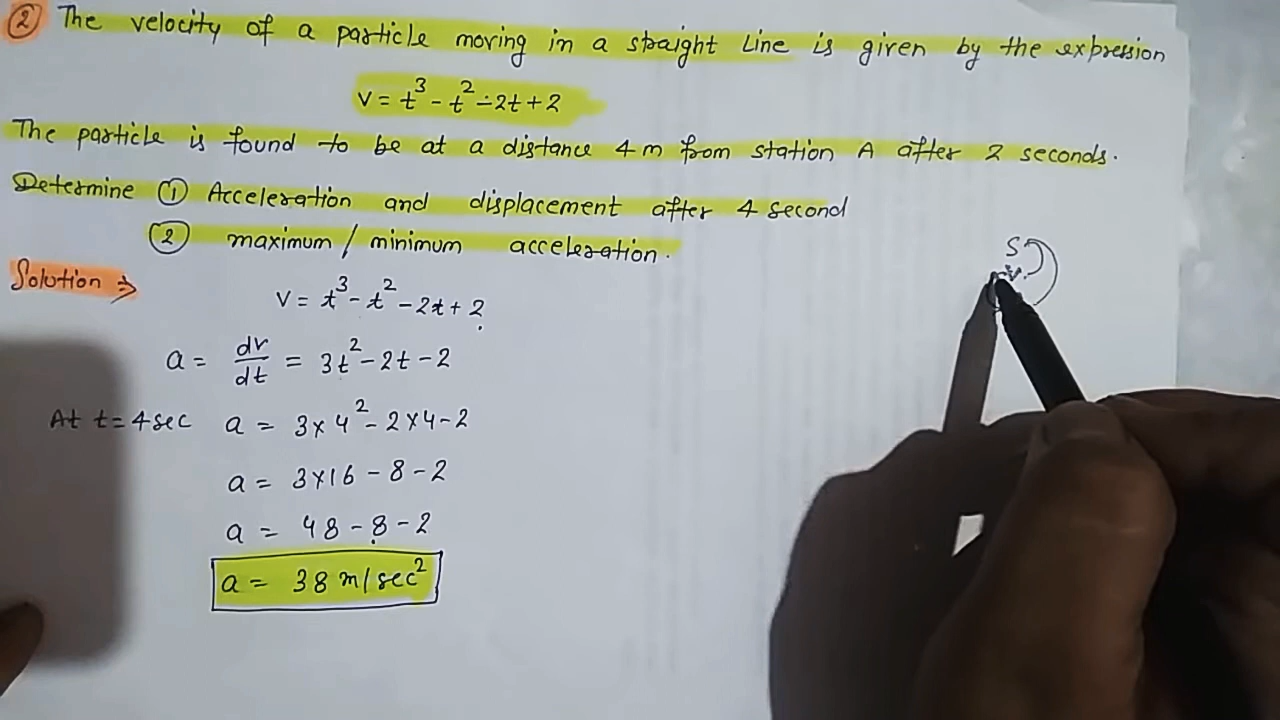 ② The velocity of a particle moving in a straight line is given by the expression
v = t³ - t² - 2t + 2
The particle is found to be at a distance 4m from station A after 2 seconds.
Determine ① Acceleration and displacement after 4 second
② maximum / minimum acceleration.
Solution ⇒
v = t³ - t² - 2t + 2
a = dv/dt = 3t² - 2t - 2
At t = 4 sec a = 3×4² - 2×4 - 2
a = 3×16 - 8 - 2
a = 48 - 8 - 2
a = 38 m/sec²
S